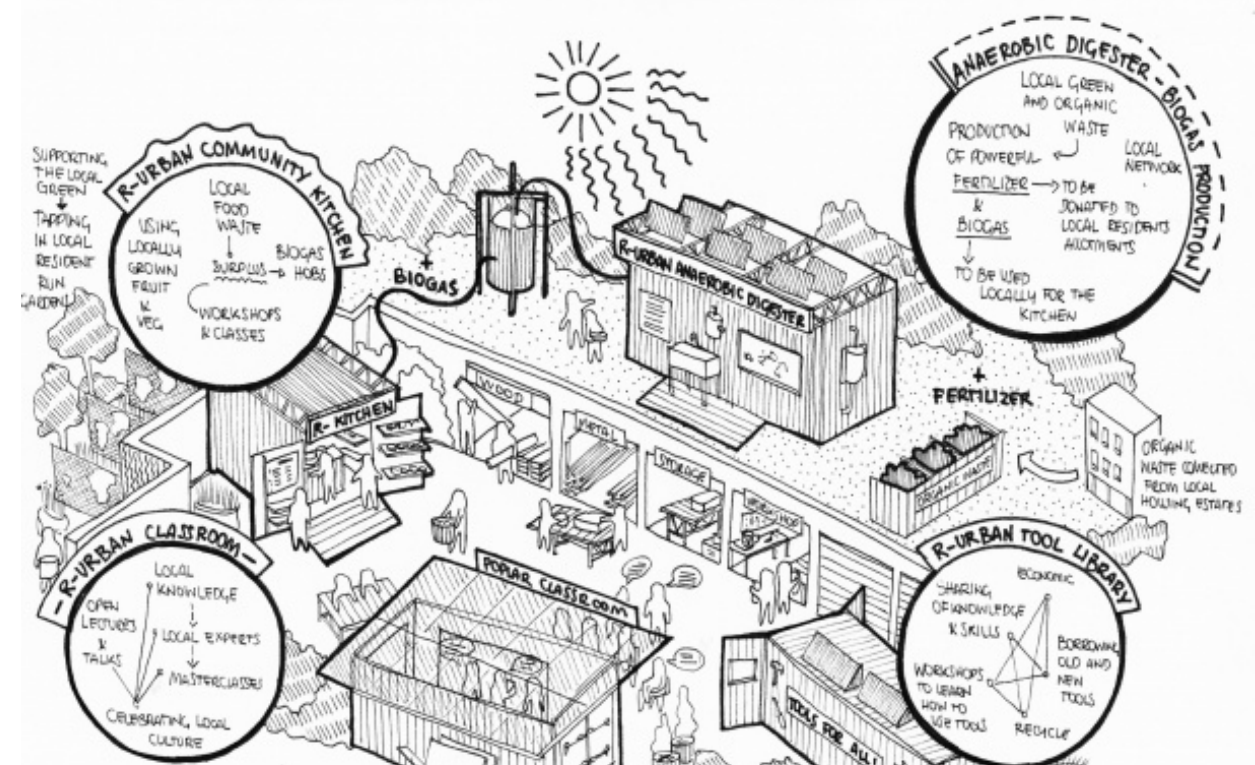 SUPPORTING
THE LOCAL
GREEN
TAPPING
IN LOCAL
RESIDENT
RUN
GARDEN
R-URBAN COMMUNITY KITCHEN
LOCAL
FOOD
WASTE
SURPLUS
BIOGAS
HOBS
WORKSHOPS
& CLASSES
USING
LOCALLY
GROWN
FRUIT
&
VEG
+
BIOGAS
R-URBAN ANAEROBIC DIGESTER
ANAEROBIC DIGESTER - BIOGAS PRODUCTION
LOCAL GREEN
AND ORGANIC
WASTE
PRODUCTION
OF POWERFUL
FERTILIZER
&
BIOGAS
TO BE USED
LOCALLY FOR THE
KITCHEN
LOCAL
NETWORK
TO BE
DONATED TO
LOCAL RESIDENTS
ALLOTMENTS
+
FERTILIZER
ORGANIC WASTE
ORGANIC
WASTE COLLECTED
FROM LOCAL
HOUSING ESTATES
R-KITCHEN
WOOD
METAL
STORAGE
WORKSHOP
POPLAR CLASSROOM
TOOLS FOR ALL!
- R-URBAN CLASSROOM -
LOCAL
KNOWLEDGE
LOCAL EXPERTS
MASTERCLASSES
OPEN
LECTURES
&
TALKS
CELEBRATING LOCAL
CULTURE
R-URBAN TOOL LIBRARY
ECONOMIC
SHARING
OF KNOWLEDGE
& SKILLS
BORROWING
OLD AND
NEW
TOOLS
WORKSHOPS
TO LEARN
HOW TO
USE TOOLS
RECYCLE